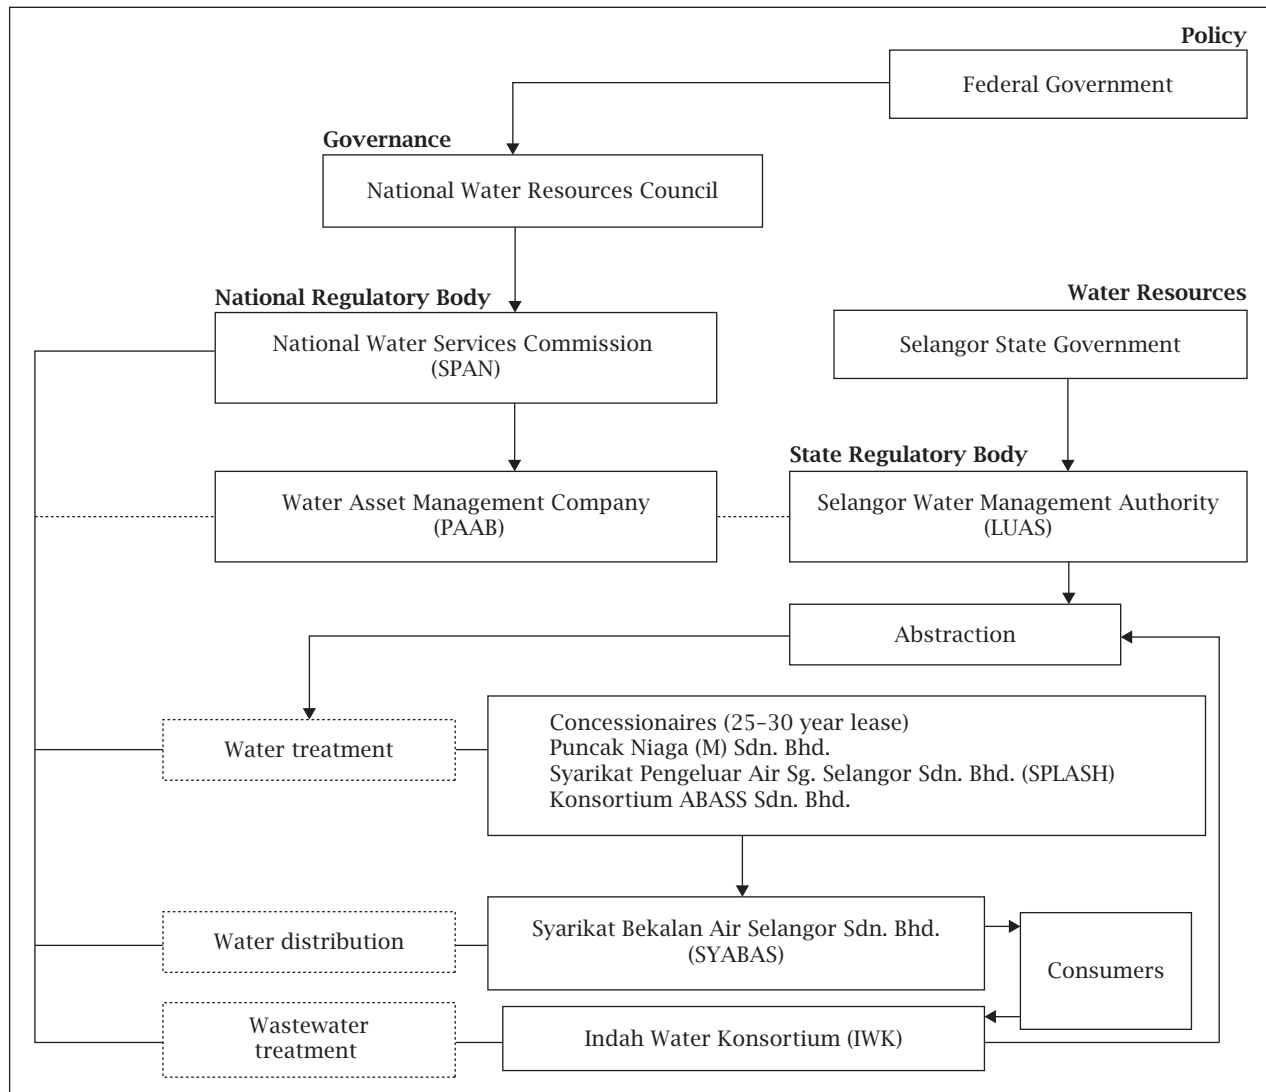 Policy
Federal Government
Governance
National Water Resources Council
National Regulatory Body
National Water Services Commission
(SPAN)
Water Resources
Selangor State Government
Water Asset Management Company
(PAAB)
State Regulatory Body
Selangor Water Management Authority
(LUAS)
Abstraction
Water treatment
Concessionaires (25–30 year lease)
Puncak Niaga (M) Sdn. Bhd.
Syarikat Pengeluar Air Sg. Selangor Sdn. Bhd. (SPLASH)
Konsortium ABASS Sdn. Bhd.
Water distribution
Syarikat Bekalan Air Selangor Sdn. Bhd.
(SYABAS)
Consumers
Wastewater
treatment
Indah Water Konsortium (IWK)